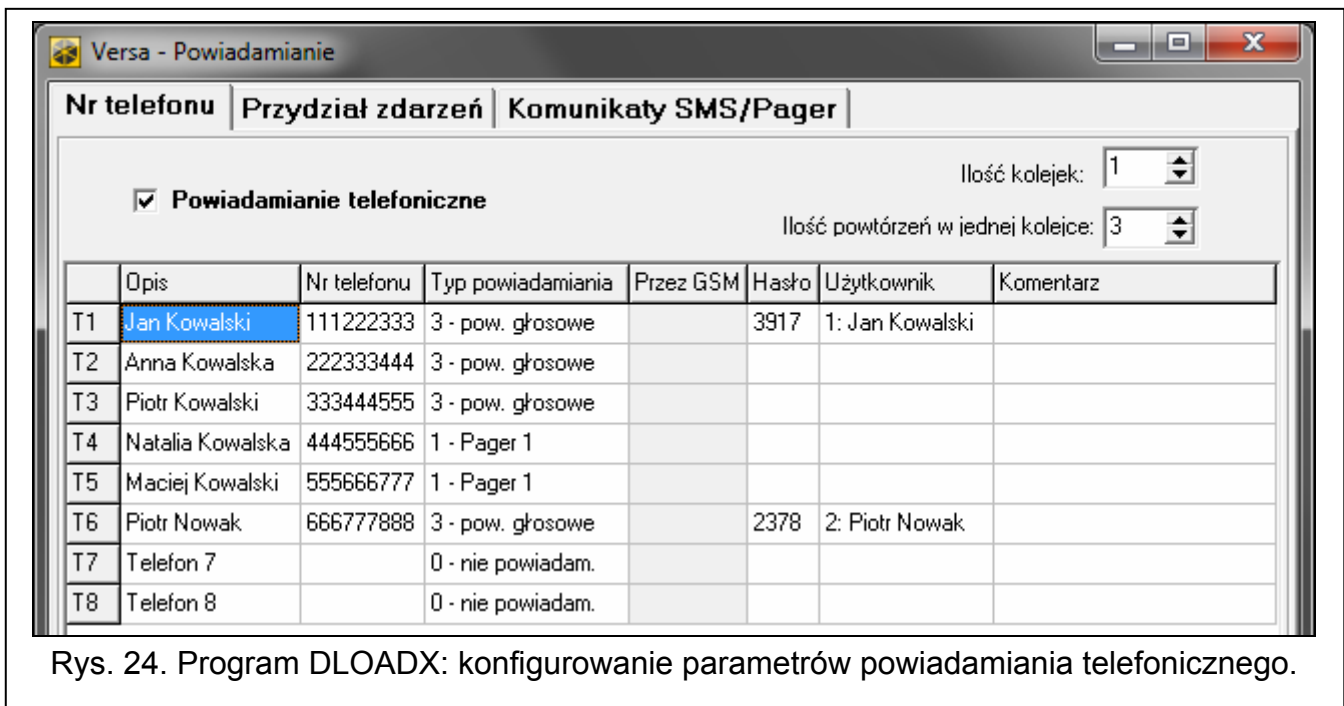 Versa - Powiadamianie
Nr telefonu Przydział zdarzeń Komunikaty SMS/Pager
Ilość kolejek: 1
Powiadamianie telefoniczne
Ilość powtórzeń w jednej kolejce: 3
Opis Nr telefonu Typ powiadamiania Przez GSM Hasło Użytkownik Komentarz
T1 Jan Kowalski 111222333 3 - pow. głosowe 3917 1: Jan Kowalski
T2 Anna Kowalska 222333444 3 - pow. głosowe
T3 Piotr Kowalski 333444555 3 - pow. głosowe
T4 Natalia Kowalska 444555666 1 - Pager 1
T5 Maciej Kowalski 555666777 1 - Pager 1
T6 Piotr Nowak 666777888 3 - pow. głosowe 2378 2: Piotr Nowak
T7 Telefon 7 0 - nie powiadam.
T8 Telefon 8 0 - nie powiadam.
Rys. 24. Program DLOADX: konfigurowanie parametrów powiadamiania telefonicznego.